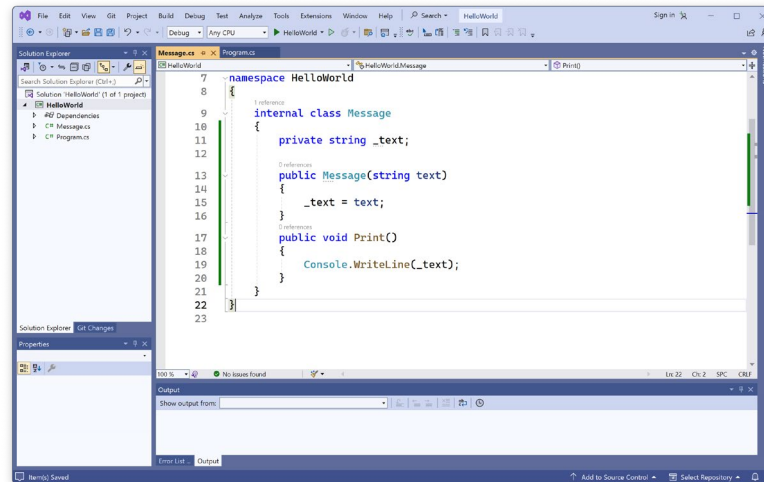 File Edit View Git Project Build Debug Test Analyze Tools Extensions Window Help Search HelloWorld Sign in
Debug Any CPU HelloWorld
Solution Explorer
Search Solution Explorer (Ctrl+;)
Solution 'HelloWorld' (1 of 1 project)
HelloWorld
Dependencies
C# Message.cs
C# Program.cs
Solution Explorer Git Changes
Properties
Message.cs Program.cs
HelloWorld HelloWorld.Message Print()
7 namespace HelloWorld
8 {
1 reference
9 internal class Message
10 {
11 private string _text;
12
0 references
13 public Message(string text)
14 {
15 _text = text;
16 }
0 references
17 public void Print()
18 {
19 Console.WriteLine(_text);
20 }
21 }
22 }
23
100 % No issues found Ln: 22 Ch: 2 SPC CRLF
Output
Show output from:
Error List ... Output
Item(s) Saved Add to Source Control Select Repository